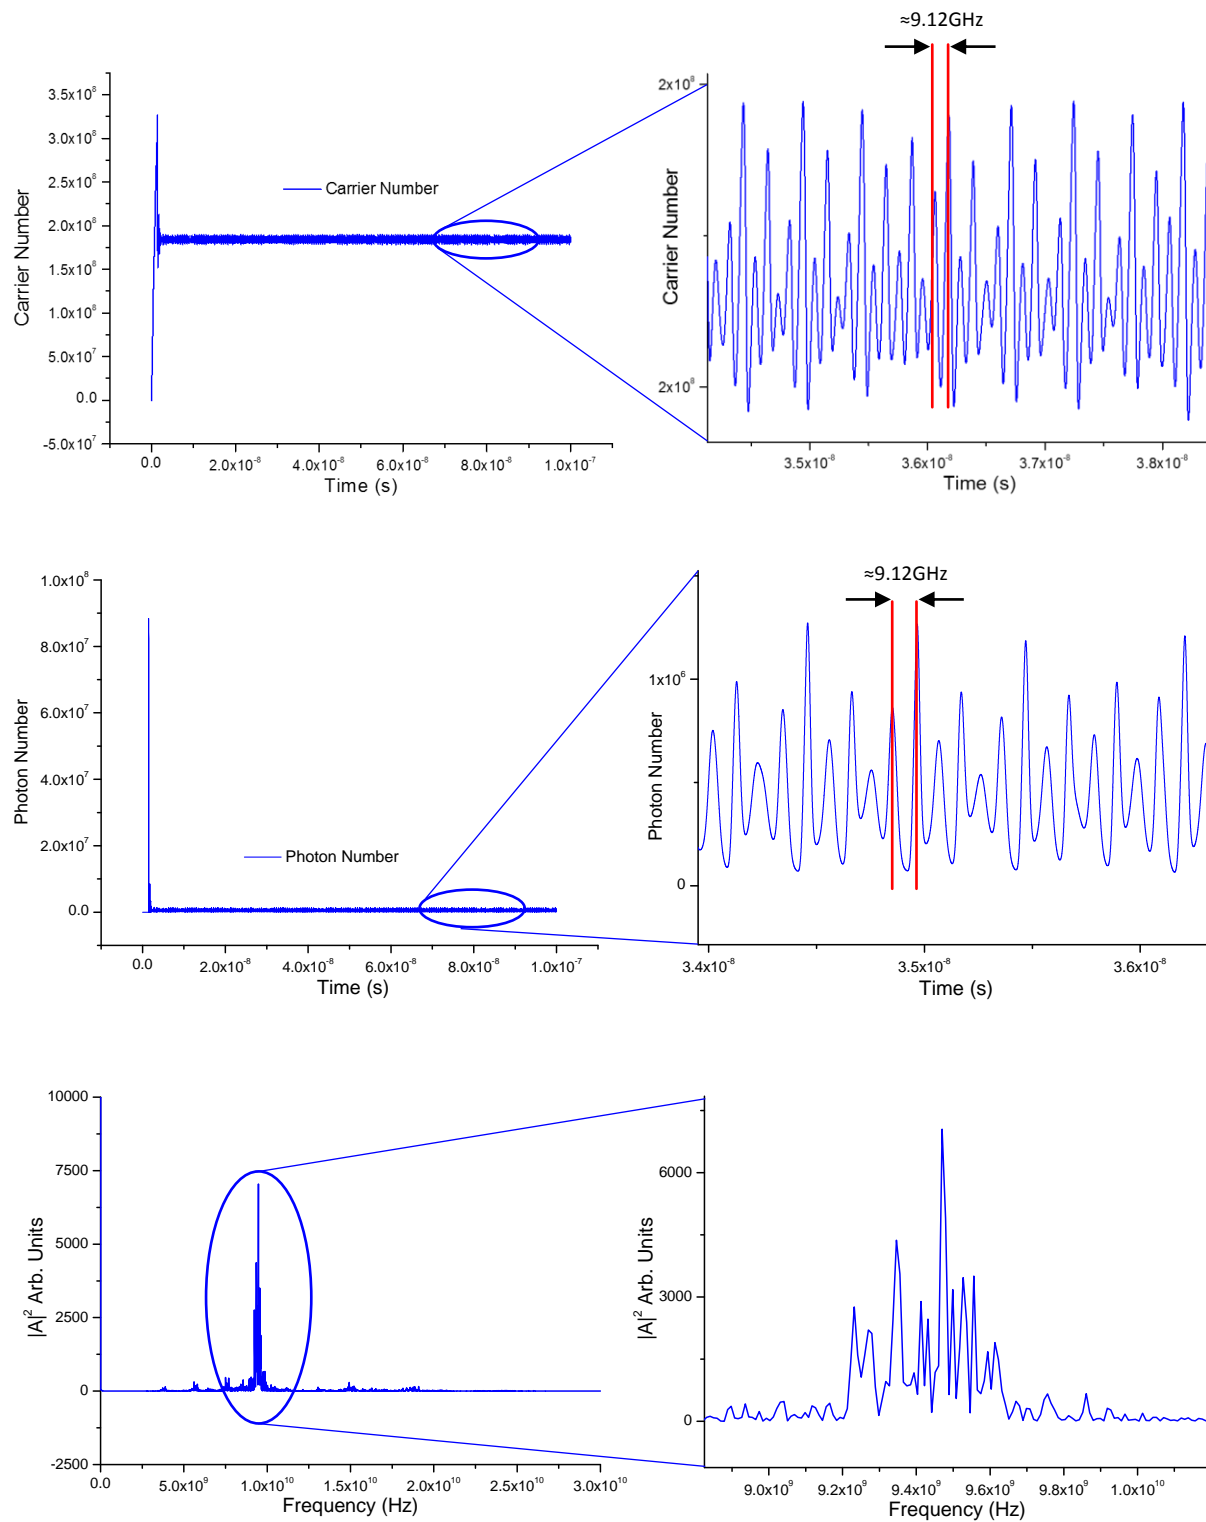 ≈9.12GHz
3.5x10⁸
3.0x10⁸
2.5x10⁸
2.0x10⁸
1.5x10⁸
1.0x10⁸
5.0x10⁷
0.0
-5.0x10⁷
Carrier Number
Carrier Number
0.0 2.0x10⁻⁸ 4.0x10⁻⁸ 6.0x10⁻⁸ 8.0x10⁻⁸ 1.0x10⁻⁷
Time (s)
2x10⁸
2x10⁸
Carrier Number
3.5x10⁻⁸ 3.6x10⁻⁸ 3.7x10⁻⁸ 3.8x10⁻⁸
Time (s)
≈9.12GHz
1.0x10⁸
8.0x10⁷
6.0x10⁷
4.0x10⁷
2.0x10⁷
0.0
Photon Number
Photon Number
0.0 2.0x10⁻⁸ 4.0x10⁻⁸ 6.0x10⁻⁸ 8.0x10⁻⁸ 1.0x10⁻⁷
Time (s)
1x10⁶
0
Photon Number
3.4x10⁻⁸ 3.5x10⁻⁸ 3.6x10⁻⁸
Time (s)
10000
7500
5000
2500
0
-2500
|A|² Arb. Units
0.0 5.0x10⁹ 1.0x10¹⁰ 1.5x10¹⁰ 2.0x10¹⁰ 2.5x10¹⁰ 3.0x10¹⁰
Frequency (Hz)
6000
3000
0
|A|² Arb. Units
9.0x10⁹ 9.2x10⁹ 9.4x10⁹ 9.6x10⁹ 9.8x10⁹ 1.0x10¹⁰
Frequency (Hz)